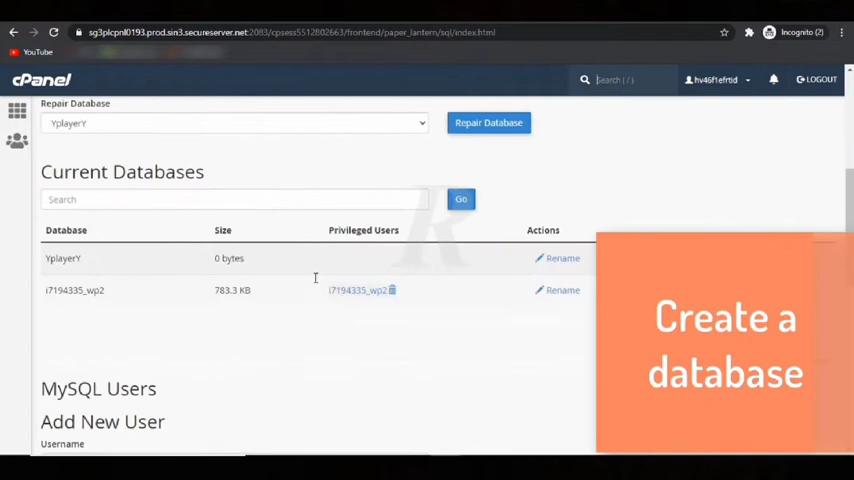 sg3plcpnl0193.prod.sin3.secureserver.net:2083/cpsess5512802663/frontend/paper_lantern/sql/index.html
Incognito (2)
YouTube
cPanel
Search ( / )
hv46f1efrtid
LOGOUT
Repair Database
YplayerY
Repair Database
Current Databases
Search
Go
Database Size Privileged Users Actions
YplayerY 0 bytes Rename
i7194335_wp2 783.3 KB i7194335_wp2 Rename
Create a
database
MySQL Users
Add New User
Username